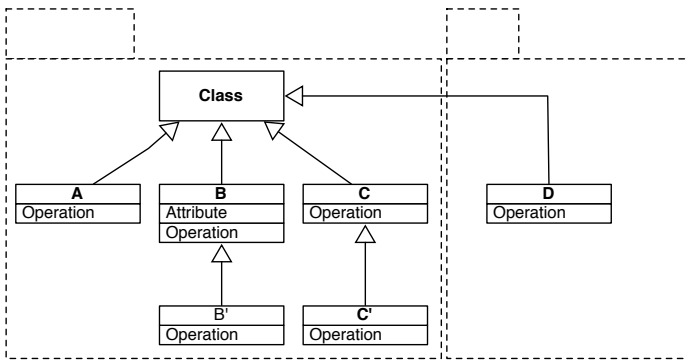 Class
A
Operation
B
Attribute
Operation
C
Operation
D
Operation
B'
Operation
C'
Operation